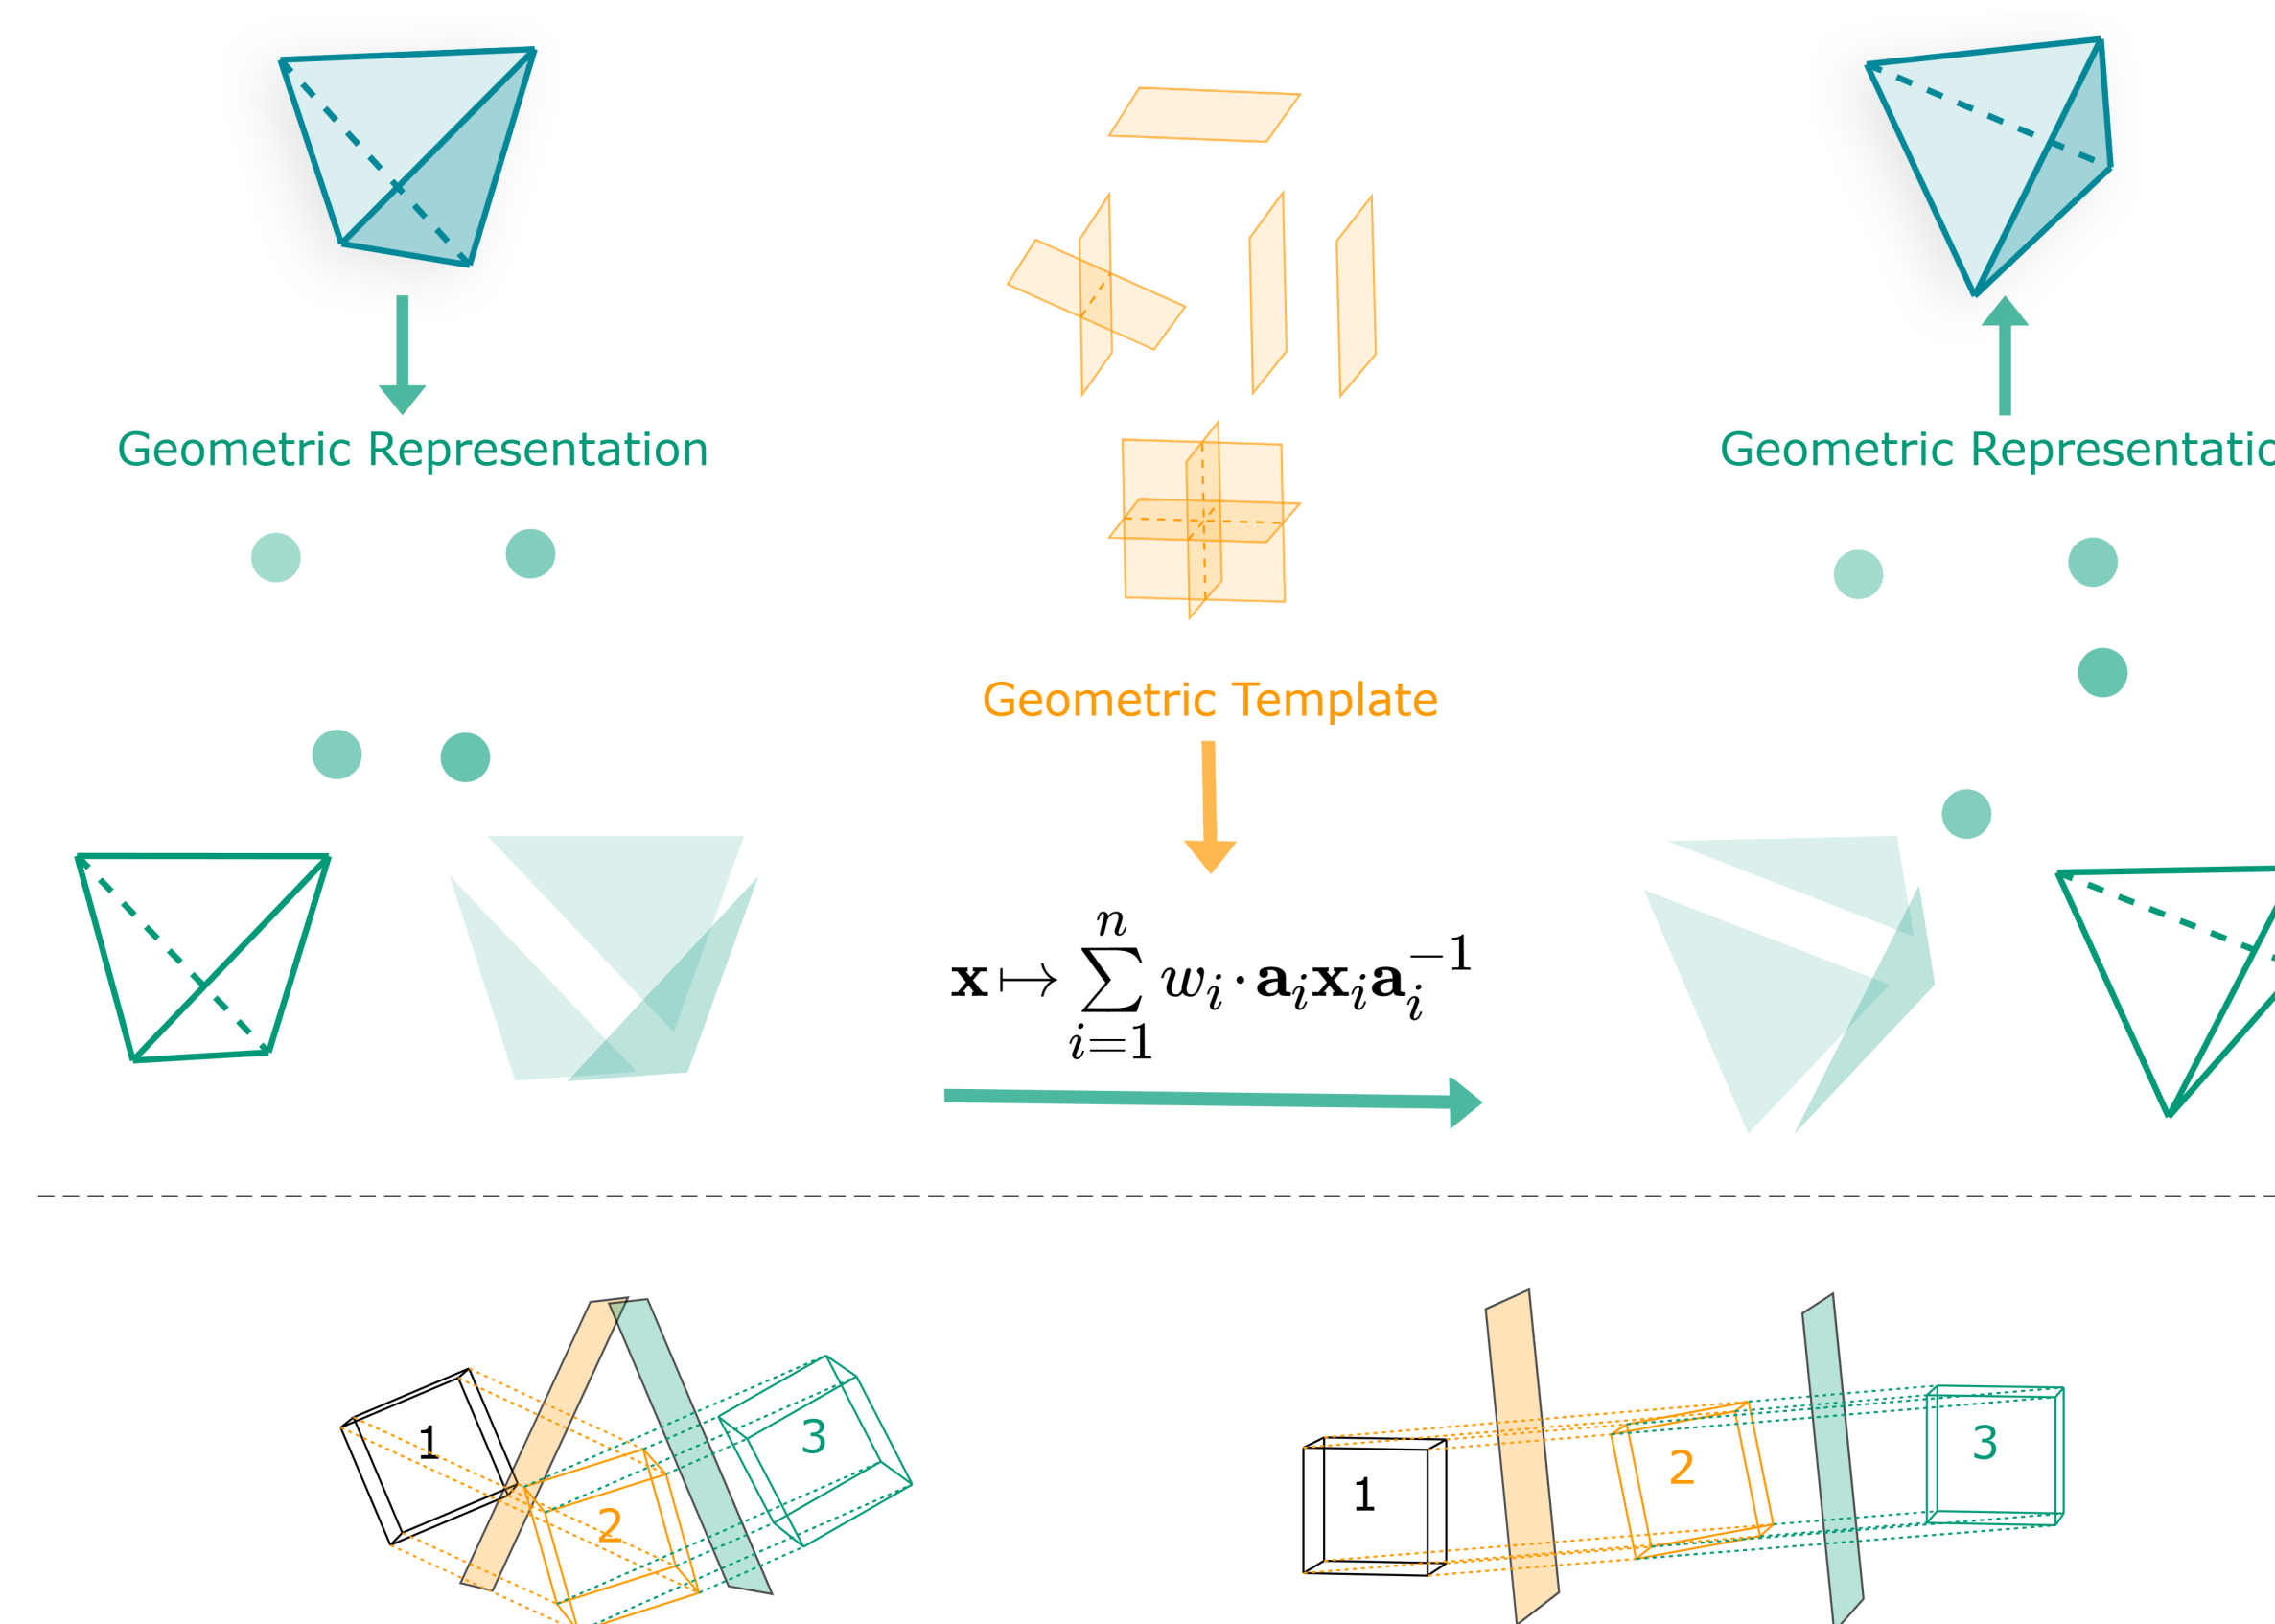 Geometric Representation
Geometric Representatio
Geometric Template
x ↦ ∑_{i=1}^{n} w_i · a_i x_i a_i^{-1}
1
2
3
1
2
3